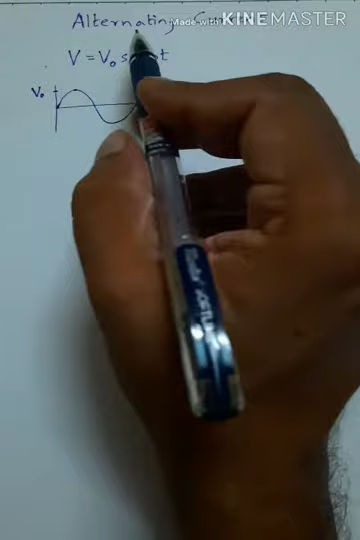 Alternating
Made with KINEMASTER
V = V₀ s t
V₀